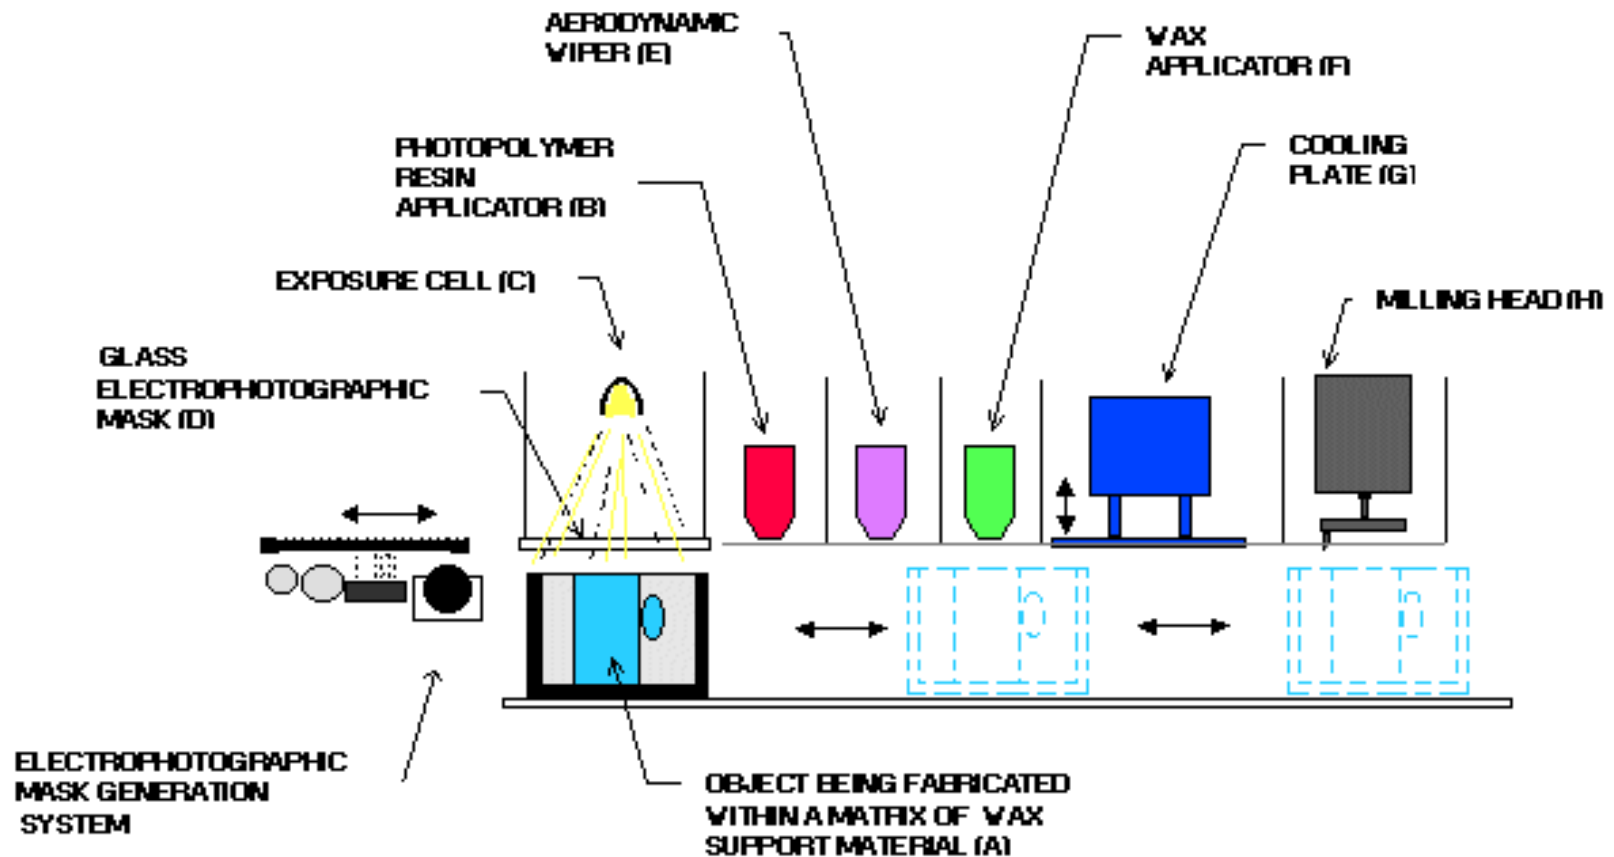 AERODYNAMIC
WIPER (E)
WAX
APPLICATOR (F)
PHOTOPOLYMER
RESIN
APPLICATOR (B)
COOLING
PLATE (G)
EXPOSURE CELL (C)
MILLING HEAD (H)
GLASS
ELECTROPHOTOGRAPHIC
MASK (D)
ELECTROPHOTOGRAPHIC
MASK GENERATION
SYSTEM
OBJECT BEING FABRICATED
WITHIN A MATRIX OF WAX
SUPPORT MATERIAL (A)